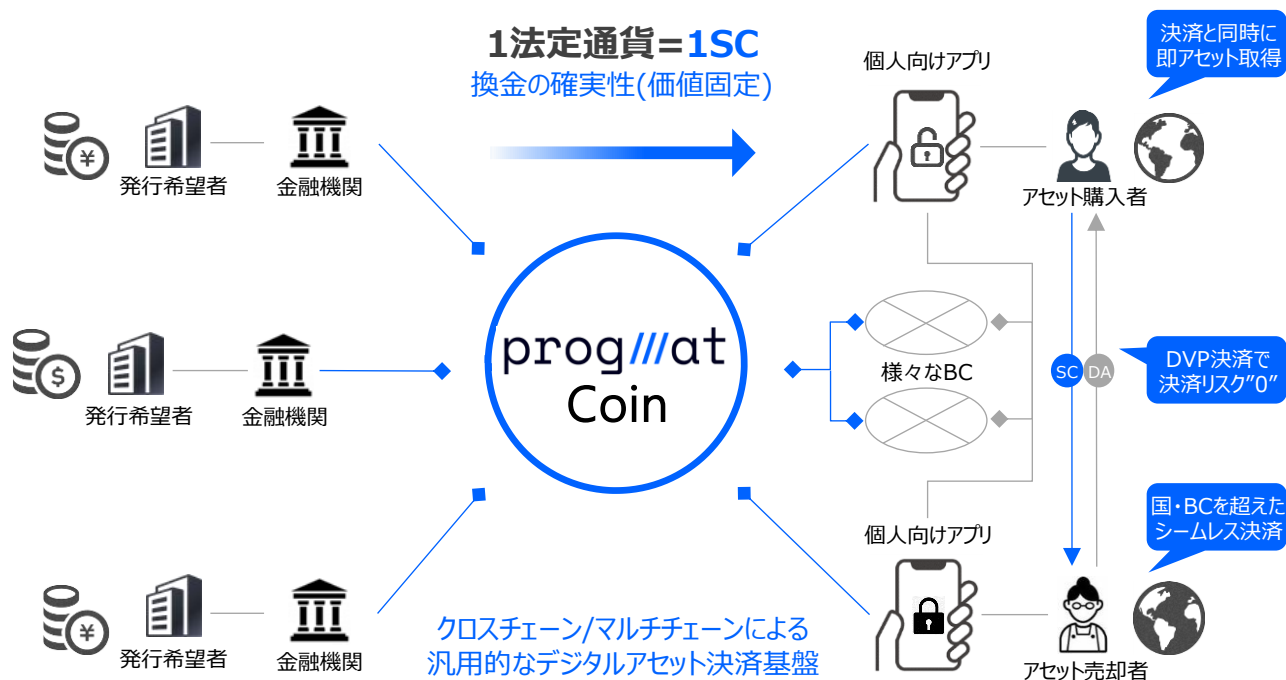 1法定通貨=1SC
換金の確実性(価値固定)
個人向けアプリ
決済と同時に
即アセット取得
¥
発行希望者
金融機関
アセット購入者
$
発行希望者
金融機関
prog///at
Coin
様々なBC
SC
DA
DVP決済で
決済リスク”0”
国・BCを超えた
シームレス決済
個人向けアプリ
¥
発行希望者
金融機関
クロスチェーン/マルチチェーンによる
汎用的なデジタルアセット決済基盤
アセット売却者